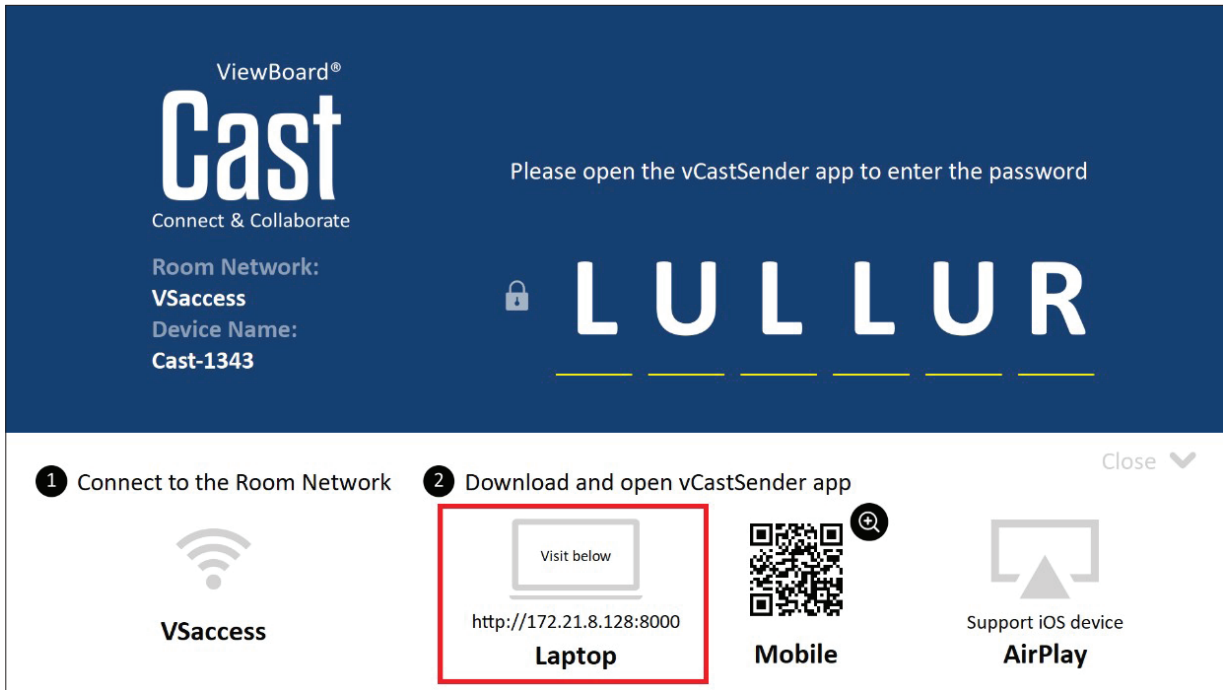 ViewBoard®
Cast
Connect & Collaborate
Room Network:
VSaccess
Device Name:
Cast-1343
Please open the vCastSender app to enter the password
LULLUR
Close
1 Connect to the Room Network
VSaccess
2 Download and open vCastSender app
Visit below
http://172.21.8.128:8000
Laptop
Mobile
Support iOS device
AirPlay